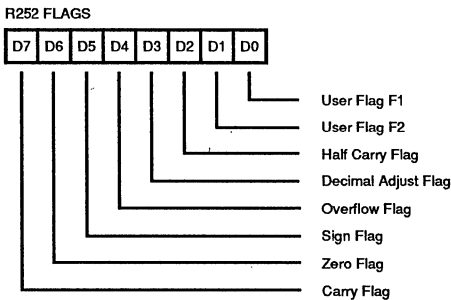 R252 FLAGS
D7 D6 D5 D4 D3 D2 D1 D0
User Flag F1
User Flag F2
Half Carry Flag
Decimal Adjust Flag
Overflow Flag
Sign Flag
Zero Flag
Carry Flag